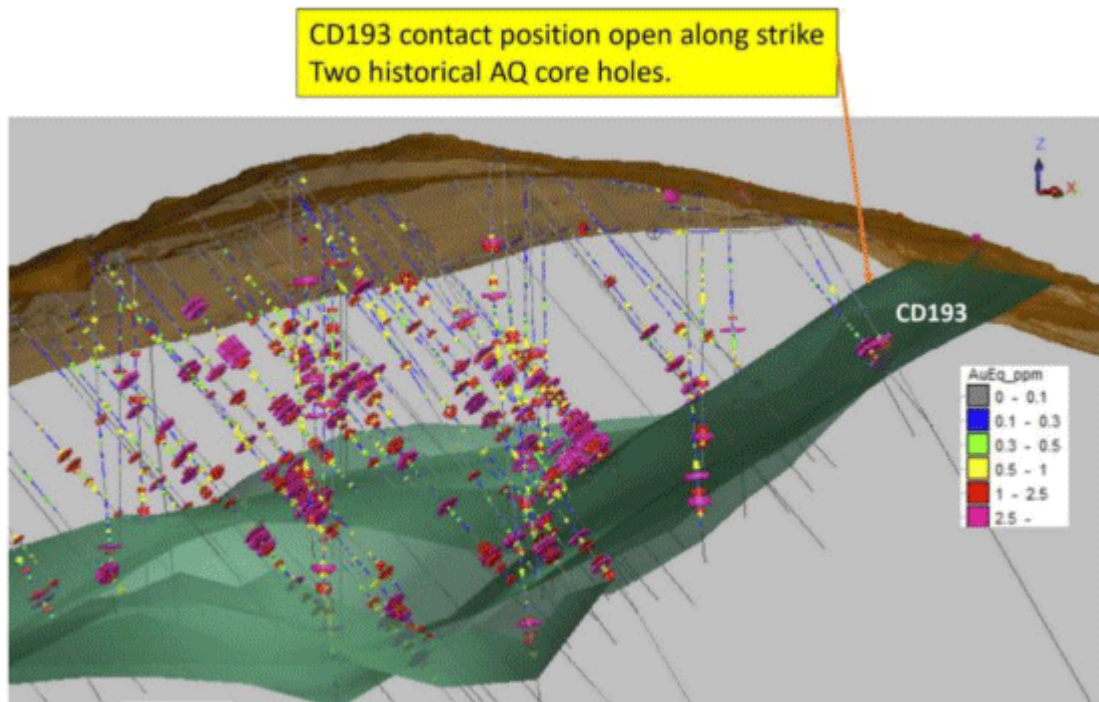 CD193 contact position open along strike
Two historical AQ core holes.
Z
X
CD193
AuEq_ppm
0 - 0.1
0.1 - 0.3
0.3 - 0.5
0.5 - 1
1 - 2.5
2.5 -